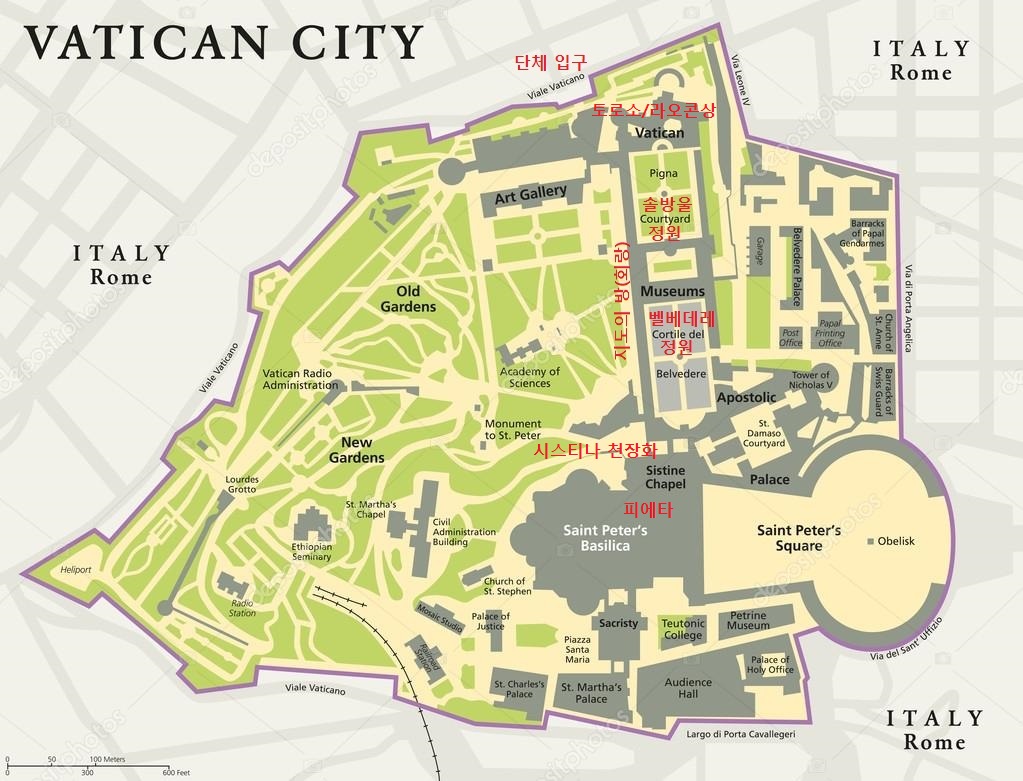 VATICAN CITY
단체 입구
Viale Vaticano
ITALY
Rome
Via Leone IV
토로소/라오콘상
Vatican
Pigna
솔방울
Courtyard
정원
Art Gallery
Museums
지도의 방(회랑)
벨베데레
Cortile del
정원
Belvedere
Garage
Belvedere Palace
Barracks
of Papal
Gendarmes
Via di Porta Angelica
Post
Office
Papal
Printing
Office
Church of
St. Anne
ITALY
Rome
Old
Gardens
Viale Vaticano
Vatican Radio
Administration
Academy of
Sciences
Tower of
Nicholas V
Barracks of
Swiss Guard
Apostolic
St.
Damaso
Courtyard
Palace
Monument
to St. Peter
New
Gardens
시스티나 천장화
Sistine
Chapel
피에타
Saint Peter's
Basilica
Saint Peter's
Square
Obelisk
Lourdes
Grotto
St. Martha's
Chapel
Civil
Administration
Building
Ethiopian
Seminary
Heliport
Radio
Station
Church of
St. Stephen
Mosaic Studio
Palace of
Justice
Railroad
Station
Piazza
Santa
Maria
Sacristy
Teutonic
College
Petrine
Museum
Palace of
Holy Office
Via del Sant' Uffizio
St. Charles's
Palace
St. Martha's
Palace
Audience
Hall
Viale Vaticano
Largo di Porta Cavallegeri
ITALY
Rome
0 50 100 Meters
0 300 600 Feet
depositphotos